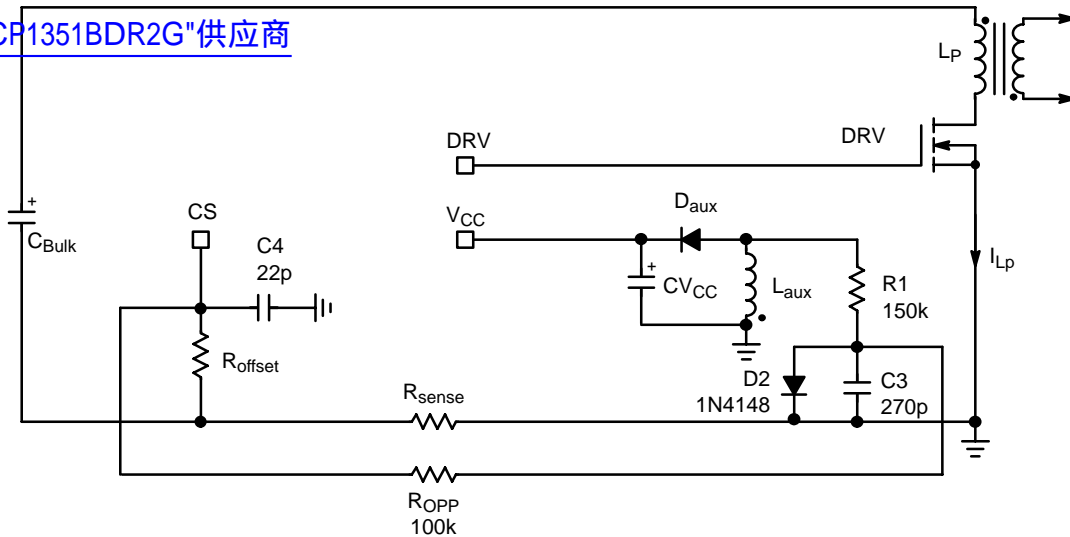 CP1351BDR2G"供应商
LP
DRV
DRV
+
CBulk
CS
C4
22p
VCC
Daux
+
CVCC
Laux
R1
150k
ILp
Roffset
Rsense
D2
1N4148
C3
270p
ROPP
100k